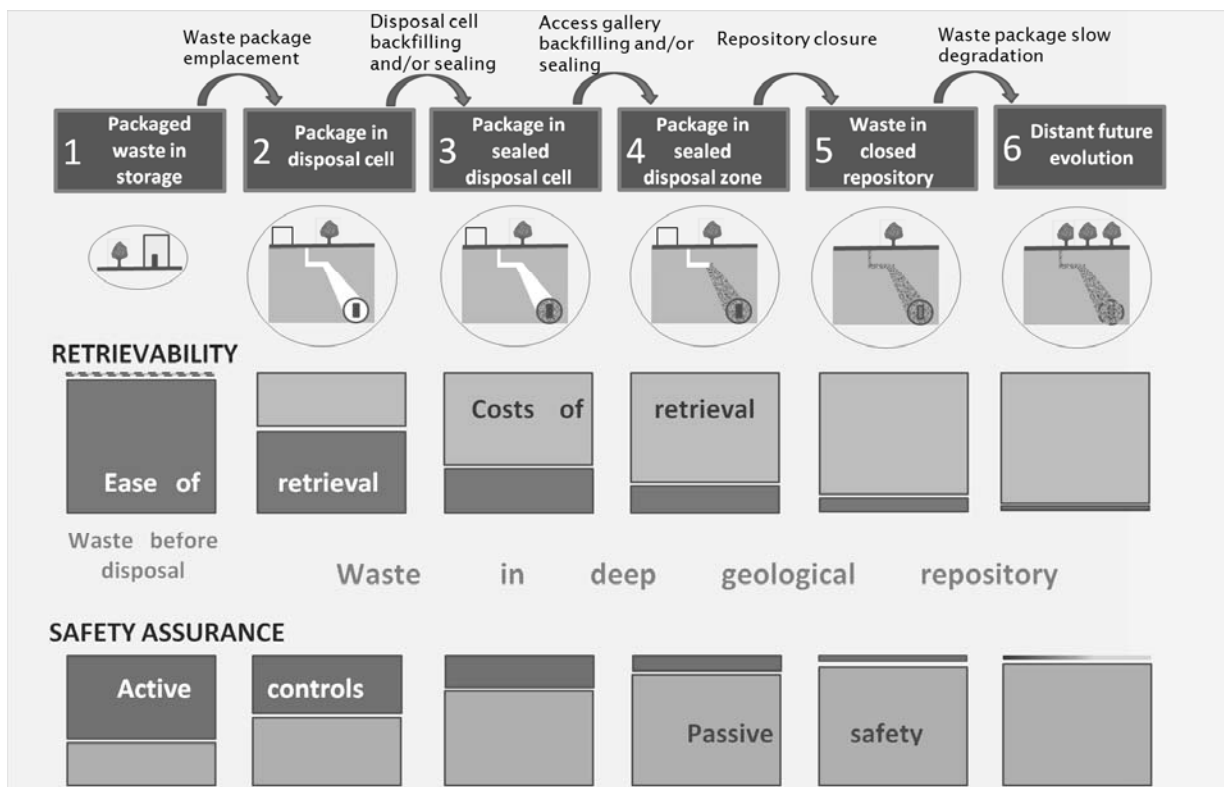 Waste package
emplacement
Disposal cell
backfilling
and/or sealing
Access gallery
backfilling and/or
sealing
Repository closure
Waste package slow
degradation
1
Packaged
waste in
storage
2
Package in
disposal cell
3
Package in
sealed
disposal cell
4
Package in
sealed
disposal zone
5
Waste in
closed
repository
6
Distant future
evolution
RETRIEVABILITY
Costs of retrieval
Ease of retrieval
Waste before
disposal
Waste in deep geological repository
SAFETY ASSURANCE
Active controls
Passive safety